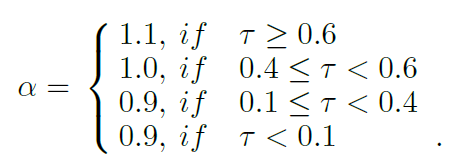 1.1, if τ ≥ 0.6
1.0, if 0.4 ≤ τ < 0.6
α =
0.9, if 0.1 ≤ τ < 0.4
0.9, if τ < 0.1 .